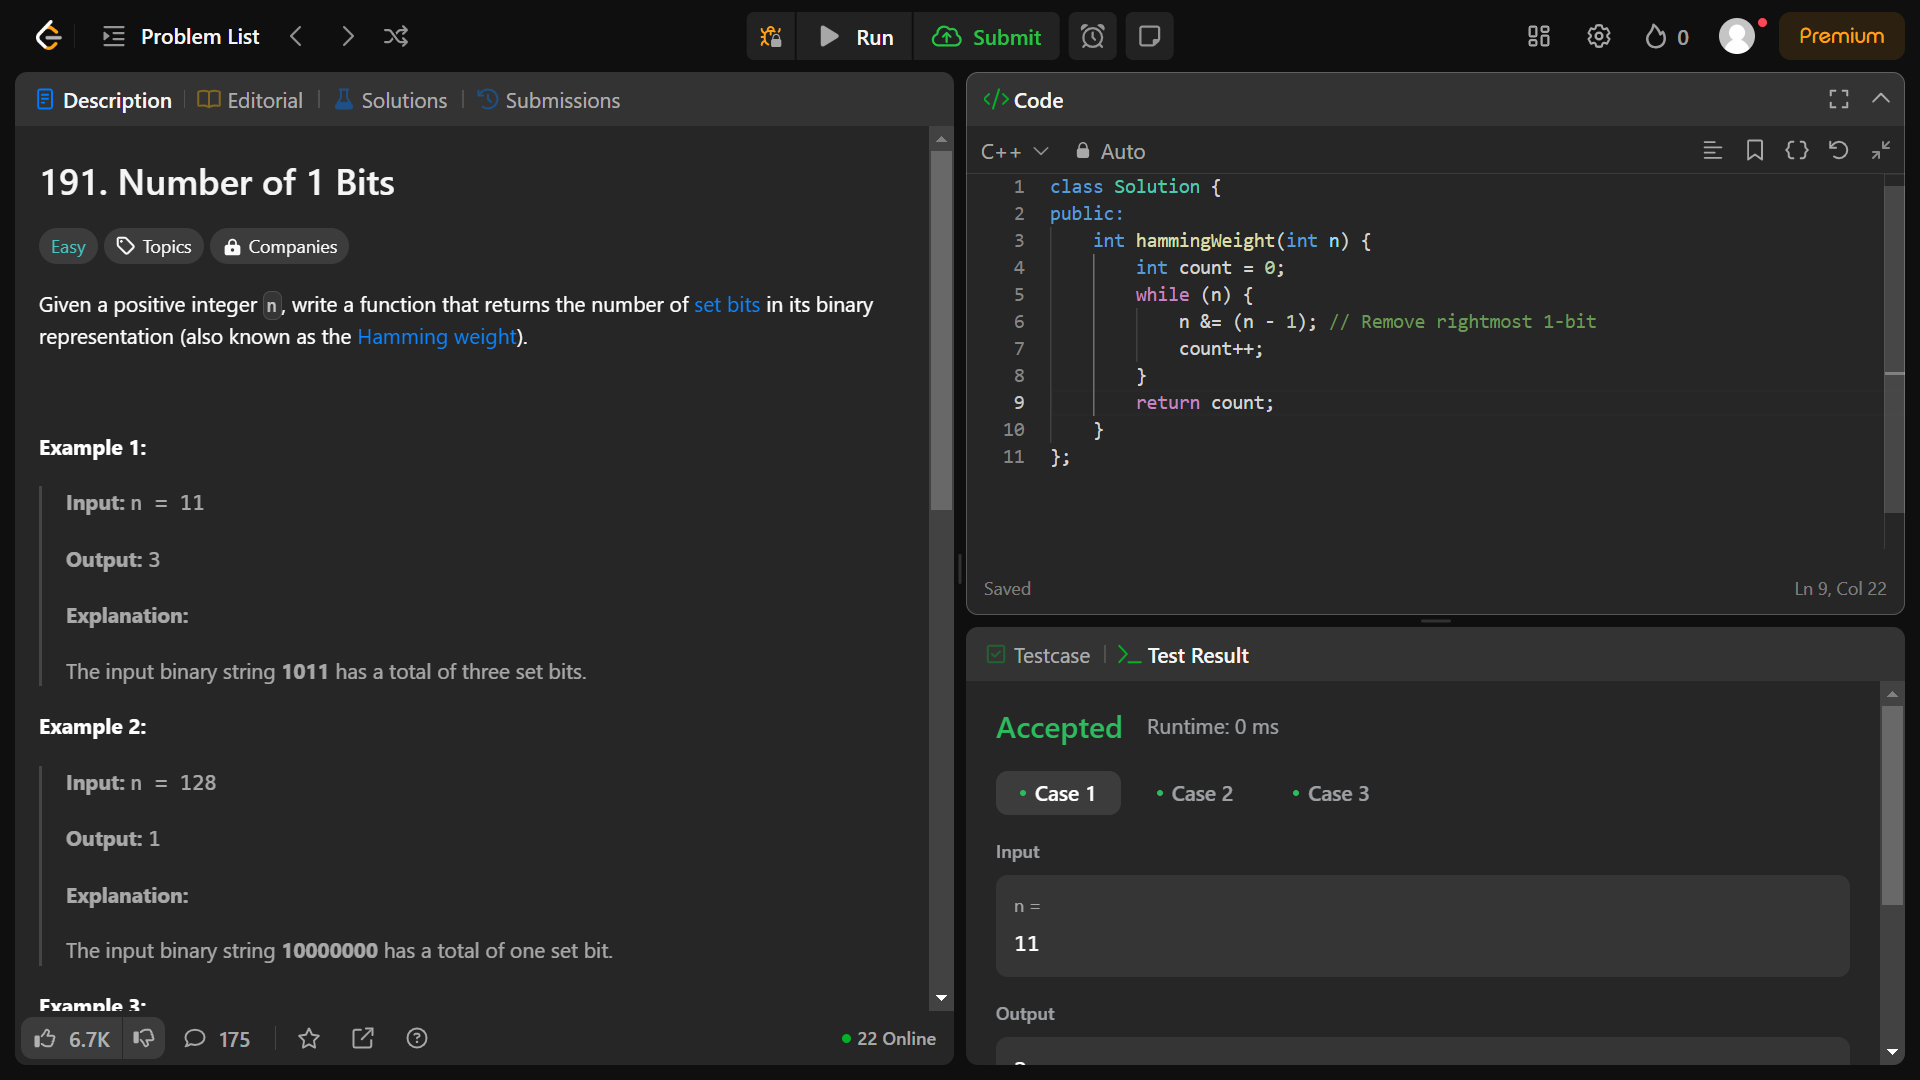 Problem List
Run
Submit
0
Premium
Description
Editorial
Solutions
Submissions
191. Number of 1 Bits
Easy
Topics
Companies
Given a positive integer n, write a function that returns the number of set bits in its binary
representation (also known as the Hamming weight).
Example 1:
Input: n = 11
Output: 3
Explanation:
The input binary string 1011 has a total of three set bits.
Example 2:
Input: n = 128
Output: 1
Explanation:
The input binary string 10000000 has a total of one set bit.
Example 3:
6.7K
175
22 Online
</> Code
C++
Auto
1 class Solution {
2 public:
3     int hammingWeight(int n) {
4         int count = 0;
5         while (n) {
6             n &= (n - 1); // Remove rightmost 1-bit
7             count++;
8         }
9         return count;
10     }
11 };
Saved
Ln 9, Col 22
Testcase
Test Result
Accepted
Runtime: 0 ms
Case 1
Case 2
Case 3
Input
n =
11
Output